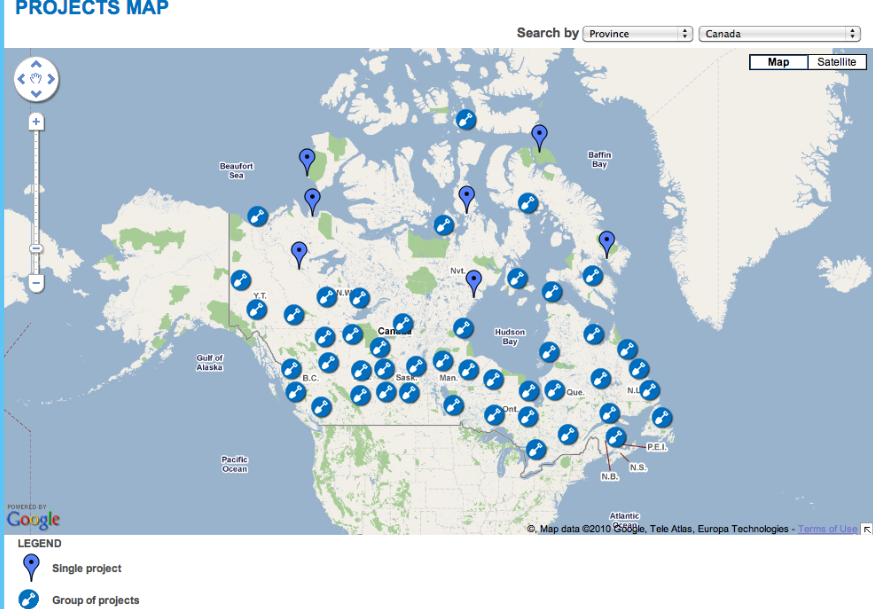 PROJECTS MAP
Search by Province Canada
Map Satellite
Baffin
Bay
Beaufort
Sea
Nvt.
Y.T.
N.W.
Canada
Hudson
Bay
Gulf of
Alaska
B.C.
Sask.
Man.
Que.
N.L.
Ont.
P.E.I.
N.S.
N.B.
Pacific
Ocean
Atlantic
Ocean
POWERED BY
Google
©, Map data ©2010 Google, Tele Atlas, Europa Technologies - Terms of Use
LEGEND
Single project
Group of projects